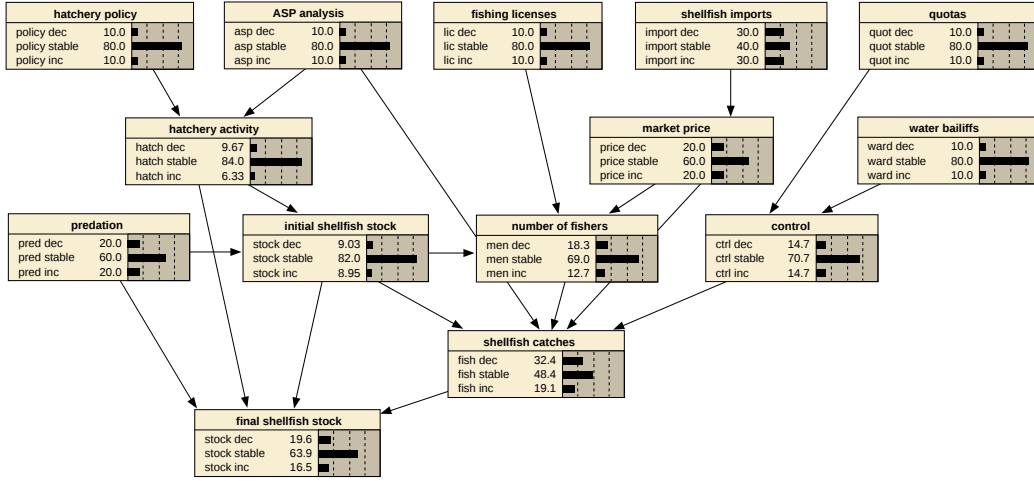 hatchery policy
policy dec 10.0
policy stable 80.0
policy inc 10.0
ASP analysis
asp dec 10.0
asp stable 80.0
asp inc 10.0
fishing licenses
lic dec 10.0
lic stable 80.0
lic inc 10.0
shellfish imports
import dec 30.0
import stable 40.0
import inc 30.0
quotas
quot dec 10.0
quot stable 80.0
quot inc 10.0
hatchery activity
hatch dec 9.67
hatch stable 84.0
hatch inc 6.33
market price
price dec 20.0
price stable 60.0
price inc 20.0
water bailiffs
ward dec 10.0
ward stable 80.0
ward inc 10.0
predation
pred dec 20.0
pred stable 60.0
pred inc 20.0
initial shellfish stock
stock dec 9.03
stock stable 82.0
stock inc 8.95
number of fishers
men dec 18.3
men stable 69.0
men inc 12.7
control
ctrl dec 14.7
ctrl stable 70.7
ctrl inc 14.7
shellfish catches
fish dec 32.4
fish stable 48.4
fish inc 19.1
final shellfish stock
stock dec 19.6
stock stable 63.9
stock inc 16.5